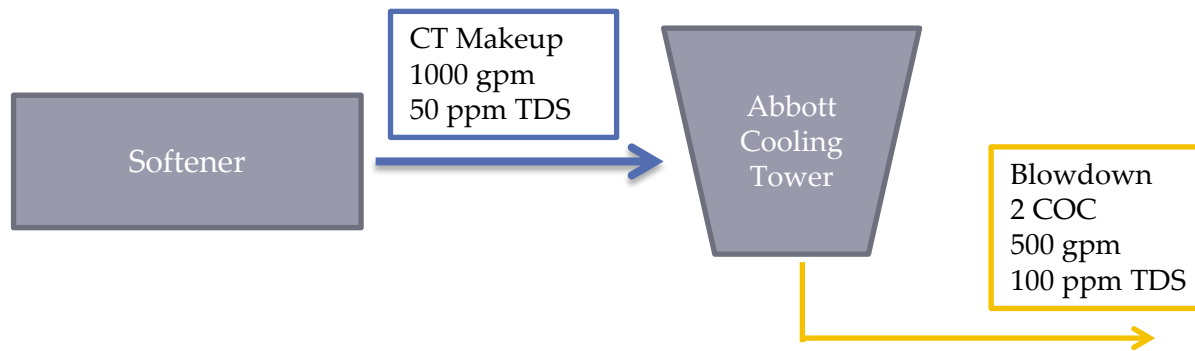 CT Makeup
1000 gpm
50 ppm TDS
Softener
Abbott
Cooling
Tower
Blowdown
2 COC
500 gpm
100 ppm TDS